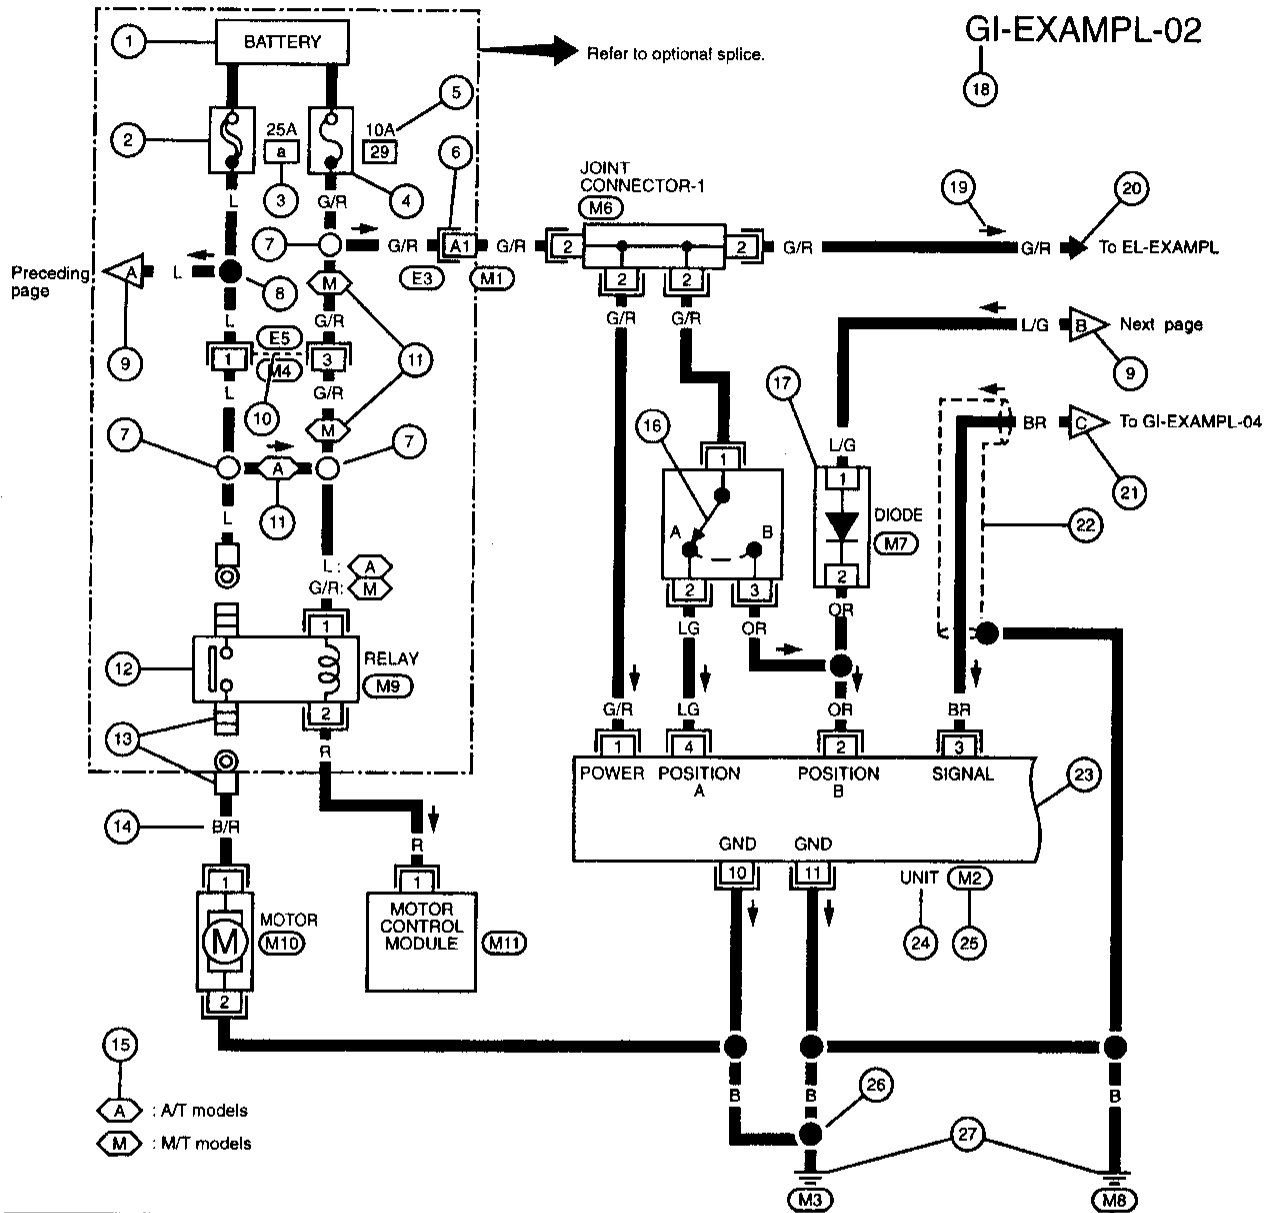 GI-EXAMPL-02
18
1
BATTERY
Refer to optional splice.
2
25A
a
3
10A
29
5
4
6
L
G/R
7
G/R
A1
G/R
E3
M1
JOINT
CONNECTOR-1
M6
2
2
2
2
G/R
19
20
G/R
To EL-EXAMPL
Preceding
page
A
L
8
9
M
L
G/R
E5
1
3
M4
10
11
L
G/R
M
7
A
7
11
L
L: A
G/R: M
G/R
G/R
L/G
B
Next page
9
17
16
BR
C
To GI-EXAMPL-04
21
22
1
A
B
2
3
L/G
1
DIODE
M7
2
OR
LG
OR
12
1
RELAY
M9
2
13
R
14
B/R
R
G/R
LG
OR
BR
1
4
2
3
POWER
POSITION
A
POSITION
B
SIGNAL
23
GND
GND
10
11
UNIT
M2
24
25
1
M
MOTOR
M10
2
1
MOTOR
CONTROL
MODULE
M11
15
A : A/T models
M : M/T models
B
B
B
26
27
M3
M8